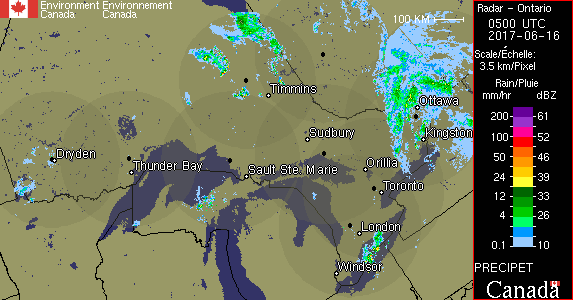 Environment Environnement
Canada Canada
100 KM
Timmins
Ottawa
Sudbury
Kingston
Dryden
Thunder Bay
Sault Ste. Marie
Orillia
Toronto
London
Windsor
Radar - Ontario
0500 UTC
2017-06-16
Scale/Échelle:
3.5 km/Pixel
Rain/Pluie
mm/hr dBZ
200 61
100 52
50 46
24 39
12 33
4 26
0.1 10
PRECIPET
Canada